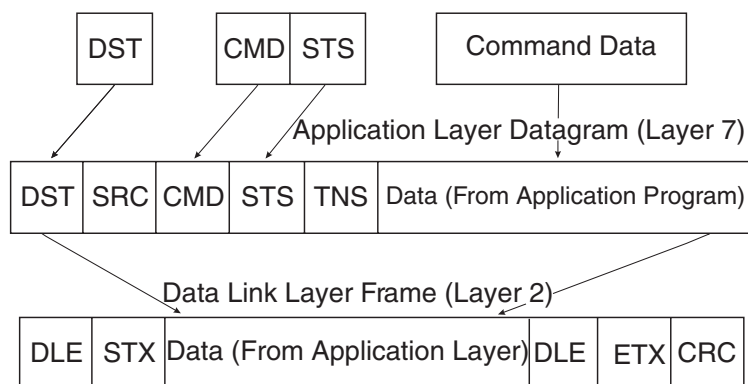 DST CMD STS Command Data
Application Layer Datagram (Layer 7)
DST SRC CMD STS TNS Data (From Application Program)
Data Link Layer Frame (Layer 2)
DLE STX Data (From Application Layer) DLE ETX CRC